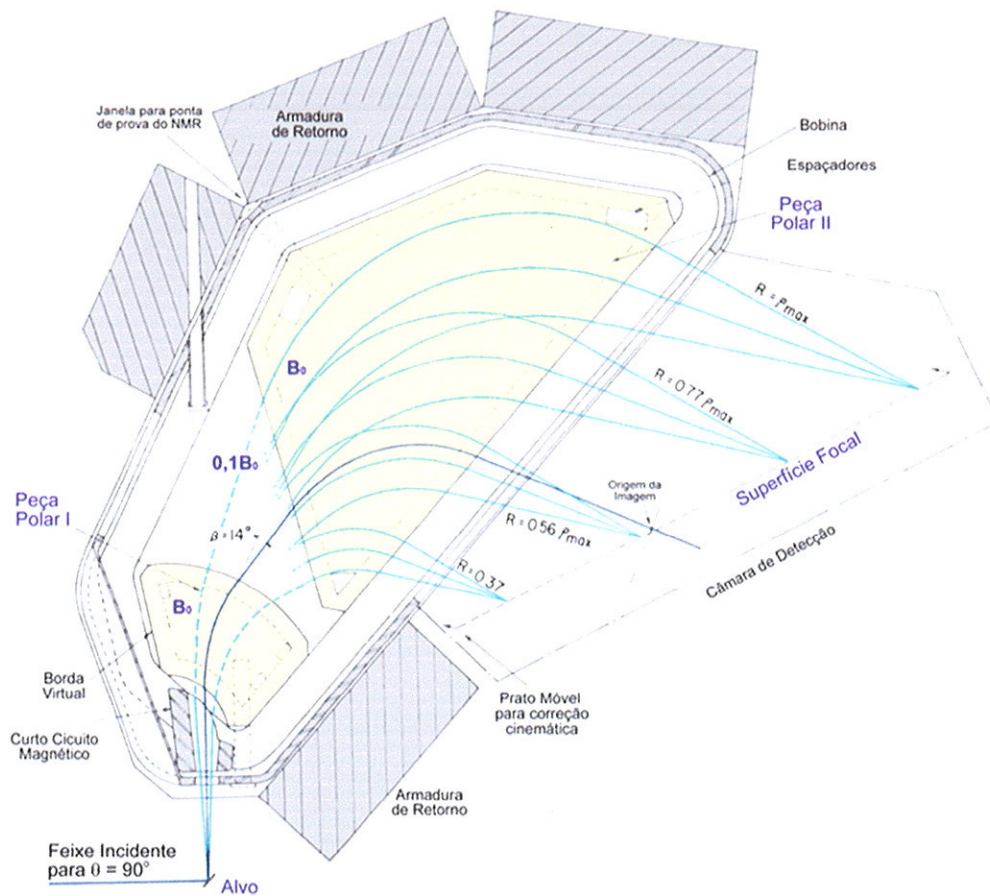 Janela para ponta
de prova do NMR
Armadura
de Retorno
Bobina
Espaçadores
Peça
Polar II
R = ρmax
B₀
R = 0.77 ρmax
0,1B₀
Superfície Focal
Origem da
Imagem
Peça
Polar I
β = 14°
R = 0.56 ρmax
Câmara de Detecção
R = 0.37
B₀
Borda
Virtual
Prato Móvel
para correção
cinemática
Curto Cicuito
Magnético
Armadura
de Retorno
Feixe Incidente
para θ = 90°
Alvo